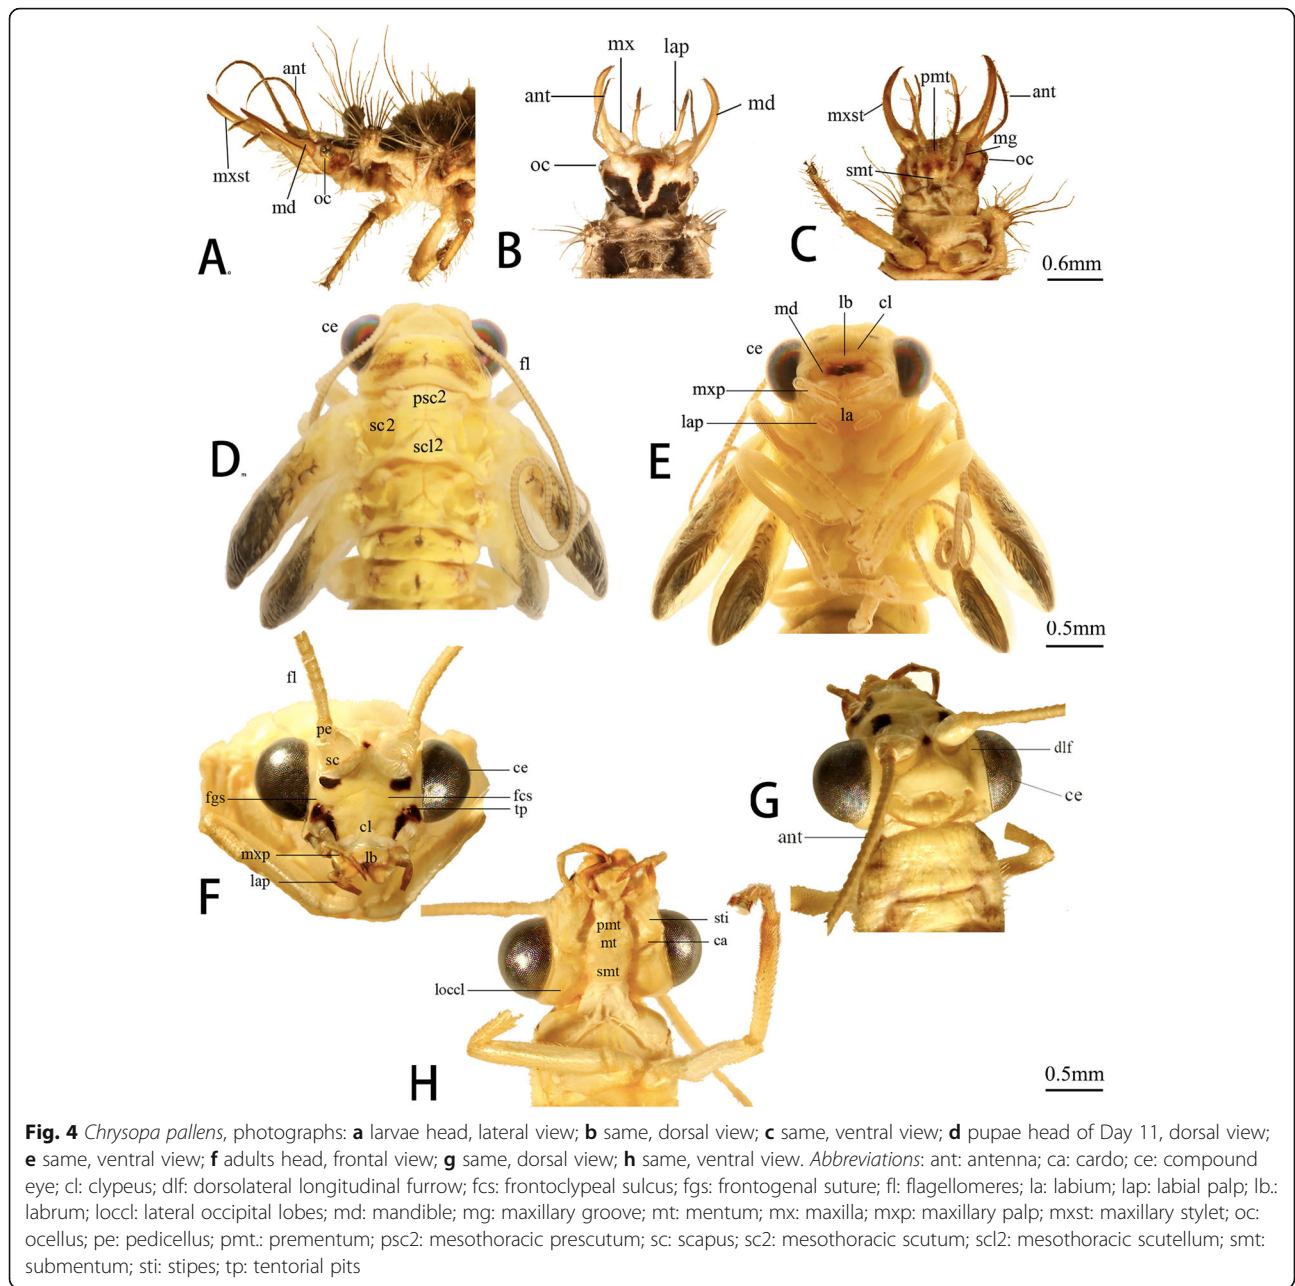 ant
mxst
md
oc
A
mx
lap
ant
md
oc
B
pmt
mxst
ant
mg
oc
smt
C
0.6mm
ce
fl
psc2
sc2
scl2
D
md
lb
cl
ce
mxp
lap
la
E
0.5mm
fl
pe
sc
ce
fgs
fcs
tp
cl
mxp
lb
lap
F
dlf
ce
ant
G
pmt
sti
mt
ca
smt
loccl
H
0.5mm
Fig. 4 Chrysopa pallens, photographs: a larvae head, lateral view; b same, dorsal view; c same, ventral view; d pupae head of Day 11, dorsal view;
e same, ventral view; f adults head, frontal view; g same, dorsal view; h same, ventral view. Abbreviations: ant: antenna; ca: cardo; ce: compound
eye; cl: clypeus; dlf: dorsolateral longitudinal furrow; fcs: frontoclypeal sulcus; fgs: frontogenal suture; fl: flagellomeres; la: labium; lap: labial palp; lb.:
labrum; loccl: lateral occipital lobes; md: mandible; mg: maxillary groove; mt: mentum; mx: maxilla; mxp: maxillary palp; mxst: maxillary stylet; oc:
ocellus; pe: pedicellus; pmt.: prementum; psc2: mesothoracic prescutum; sc: scapus; sc2: mesothoracic scutum; scl2: mesothoracic scutellum; smt:
submentum; sti: stipes; tp: tentorial pits